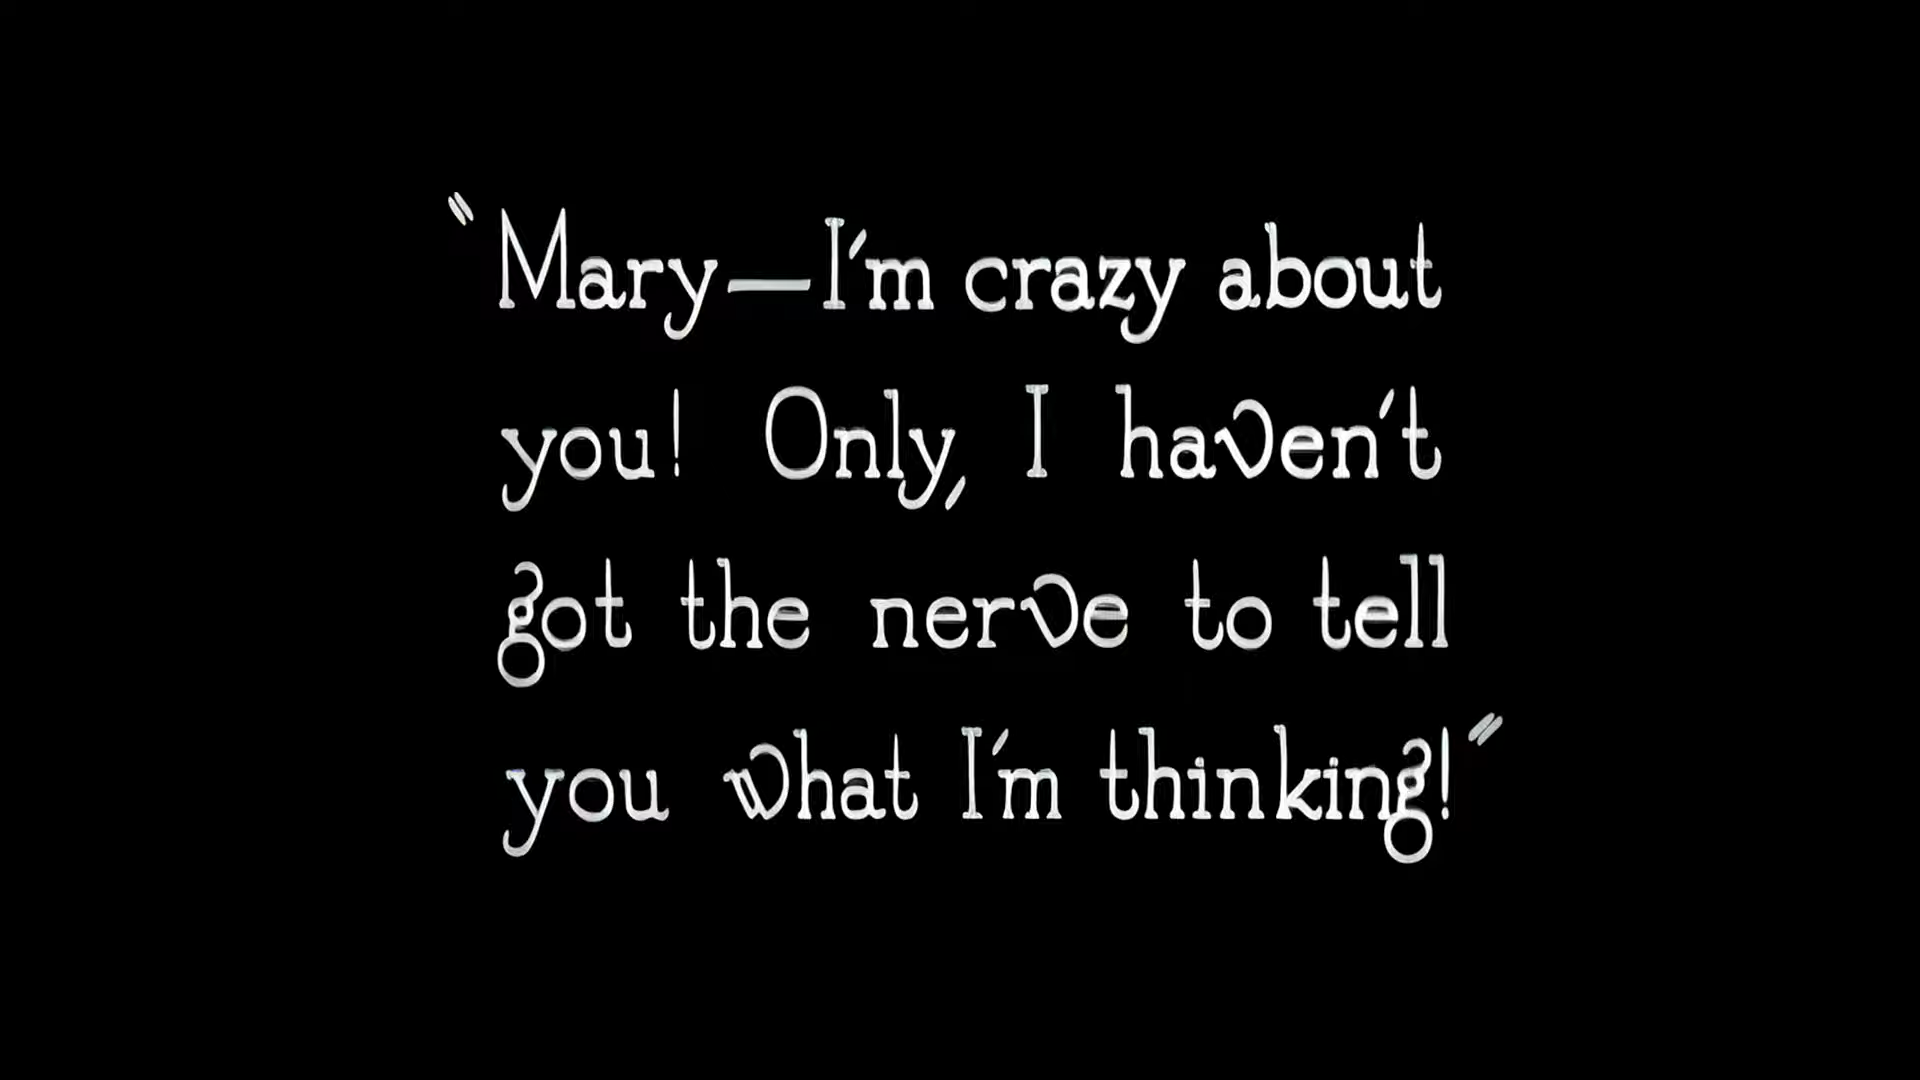 "Mary—I'm crazy about
you! Only, I haven't
got the nerve to tell
you what I'm thinking!"